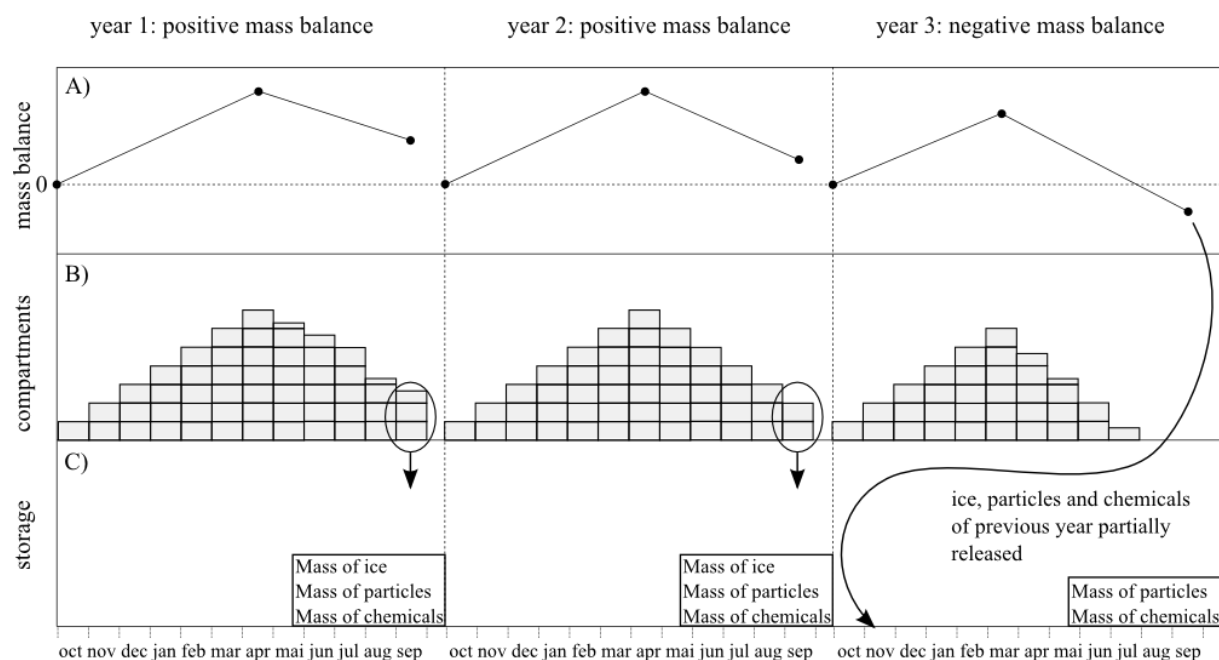 year 1: positive mass balance
year 2: positive mass balance
year 3: negative mass balance
A)
mass balance
0
B)
compartments
C)
storage
ice, particles and chemicals
of previous year partially
released
Mass of ice
Mass of particles
Mass of chemicals
Mass of ice
Mass of particles
Mass of chemicals
Mass of particles
Mass of chemicals
oct nov dec jan feb mar apr mai jun jul aug sep
oct nov dec jan feb mar apr mai jun jul aug sep
oct nov dec jan feb mar apr mai jun jul aug sep